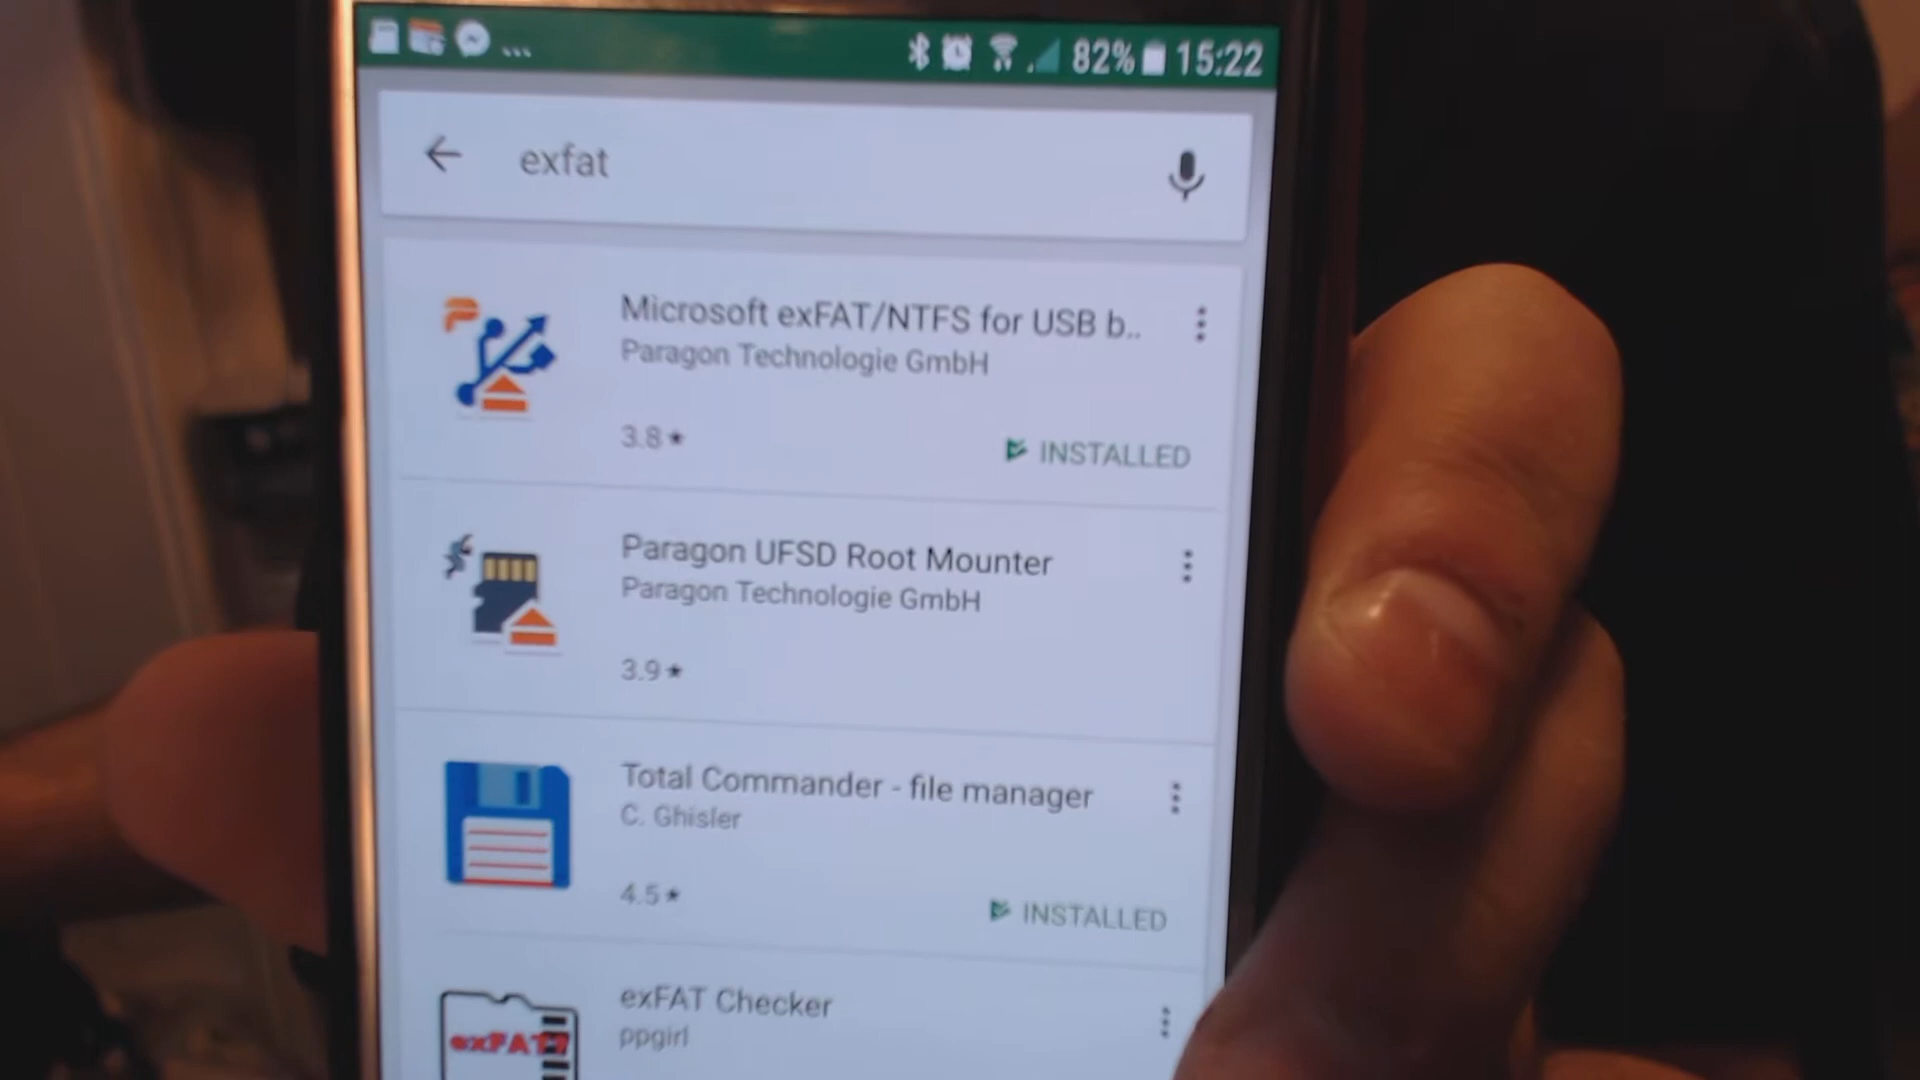 82% 15:22
exfat
Microsoft exFAT/NTFS for USB b..
Paragon Technologie GmbH
3.8★
INSTALLED
Paragon UFSD Root Mounter
Paragon Technologie GmbH
3.9★
Total Commander - file manager
C. Ghisler
4.5★
INSTALLED
exFAT Checker
ppgirl
exFAT?